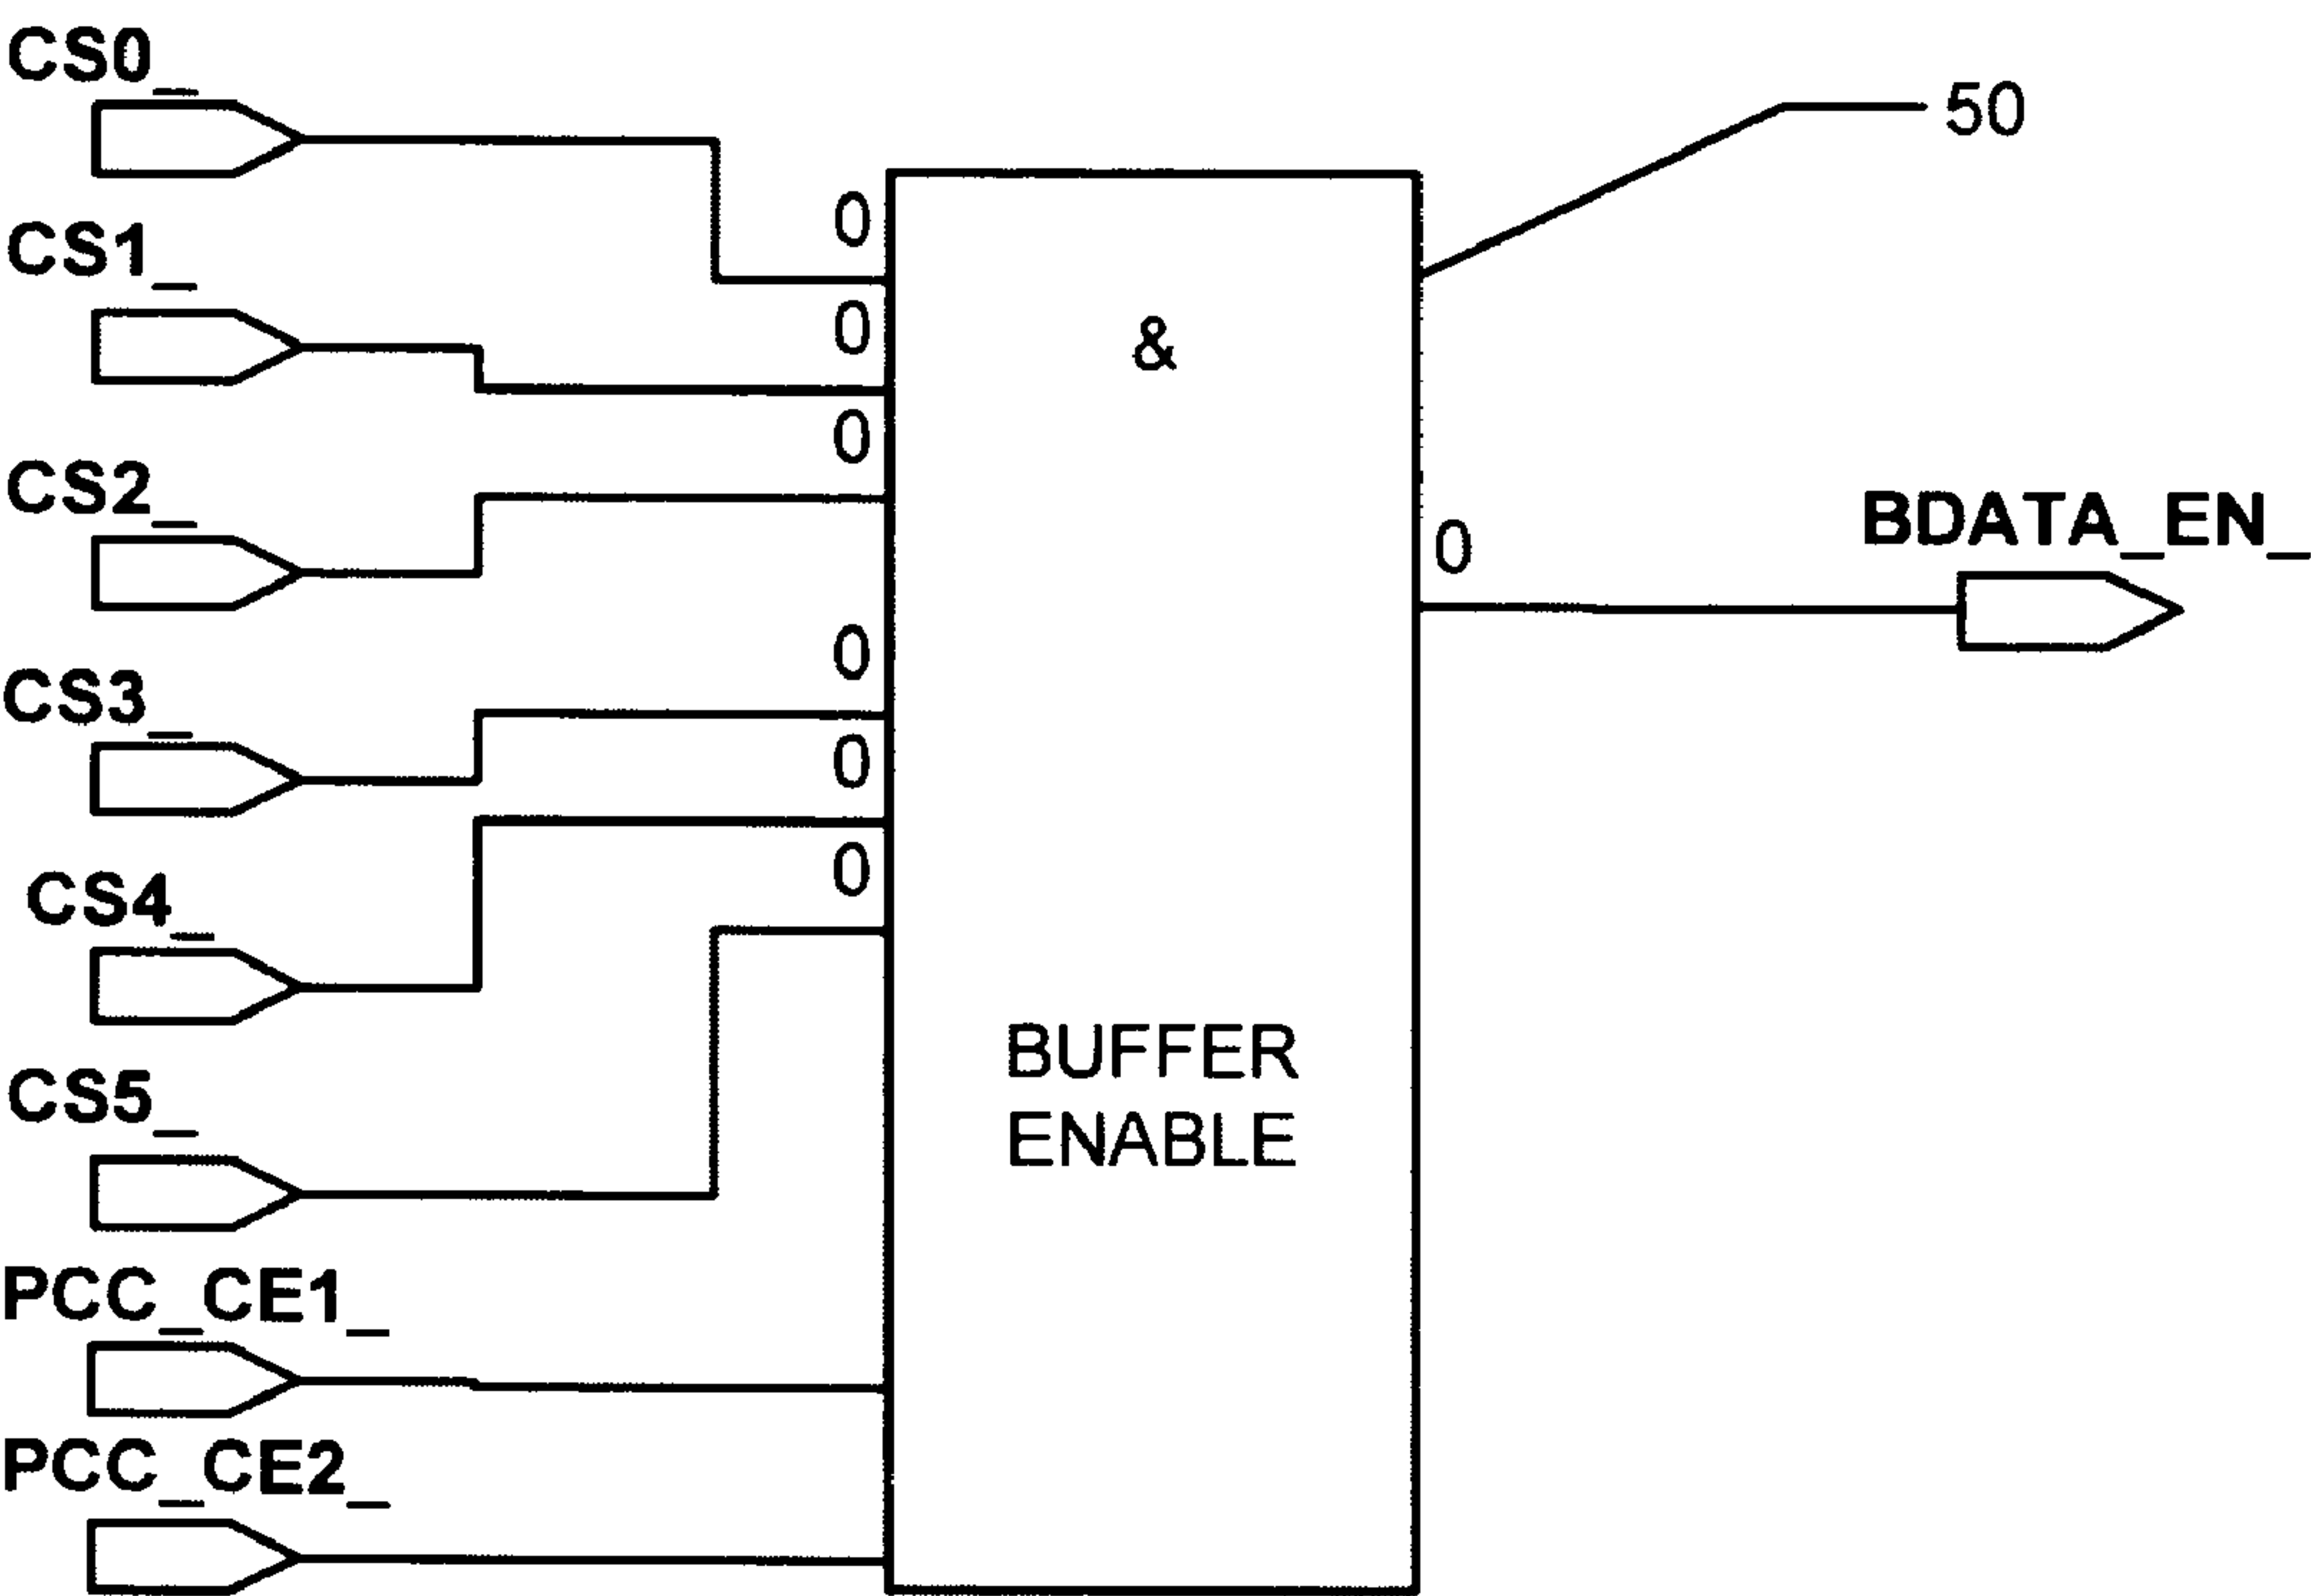 CS0_
50
0
CS1_
0
&
0
CS2_
BDATA_EN_
0
0
CS3_
0
0
CS4_
BUFFER
ENABLE
CS5_
PCC_CE1_
PCC_CE2_